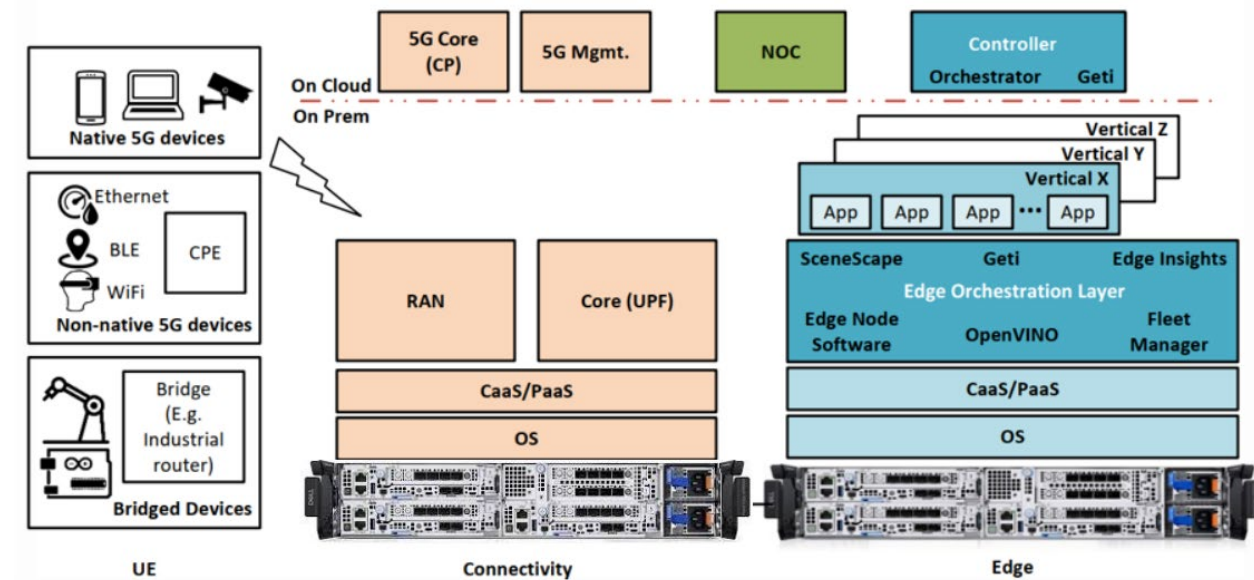 5G Core
(CP)
5G Mgmt.
NOC
Controller
Orchestrator Geti
On Cloud
On Prem
Native 5G devices
Ethernet
BLE
WiFi
CPE
Non-native 5G devices
Bridge
(E.g.
Industrial
router)
Bridged Devices
UE
RAN
Core (UPF)
CaaS/PaaS
OS
Connectivity
Vertical Z
Vertical Y
Vertical X
App App App ••• App
SceneScape Geti Edge Insights
Edge Orchestration Layer
Edge Node
Software
OpenVINO
Fleet
Manager
CaaS/PaaS
OS
Edge